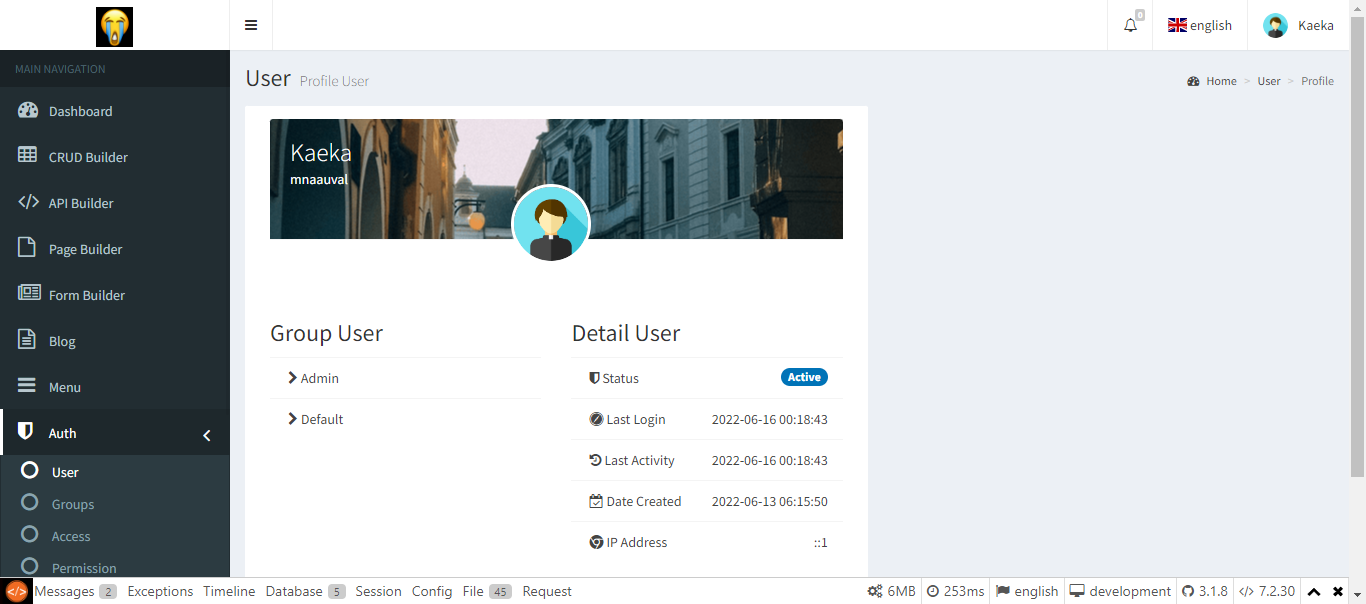 0
english
Kaeka
MAIN NAVIGATION
Dashboard
CRUD Builder
API Builder
Page Builder
Form Builder
Blog
Menu
Auth
User
Groups
Access
Permission
User Profile User
Home > User > Profile
Kaeka
mnaauval
Group User
Admin
Default
Detail User
Status Active
Last Login 2022-06-16 00:18:43
Last Activity 2022-06-16 00:18:43
Date Created 2022-06-13 06:15:50
IP Address ::1
Messages 2 Exceptions Timeline Database 5 Session Config File 45 Request 6MB 253ms english development 3.1.8 7.2.30